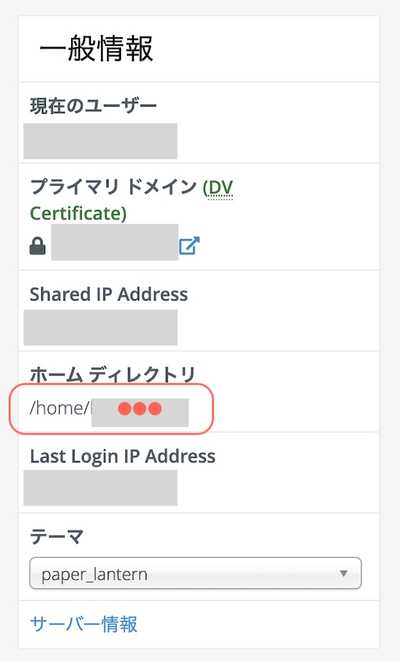 一般情報
現在のユーザー
プライマリ ドメイン (DV
Certificate)
Shared IP Address
ホーム ディレクトリ
/home/
Last Login IP Address
テーマ
paper_lantern
サーバー情報